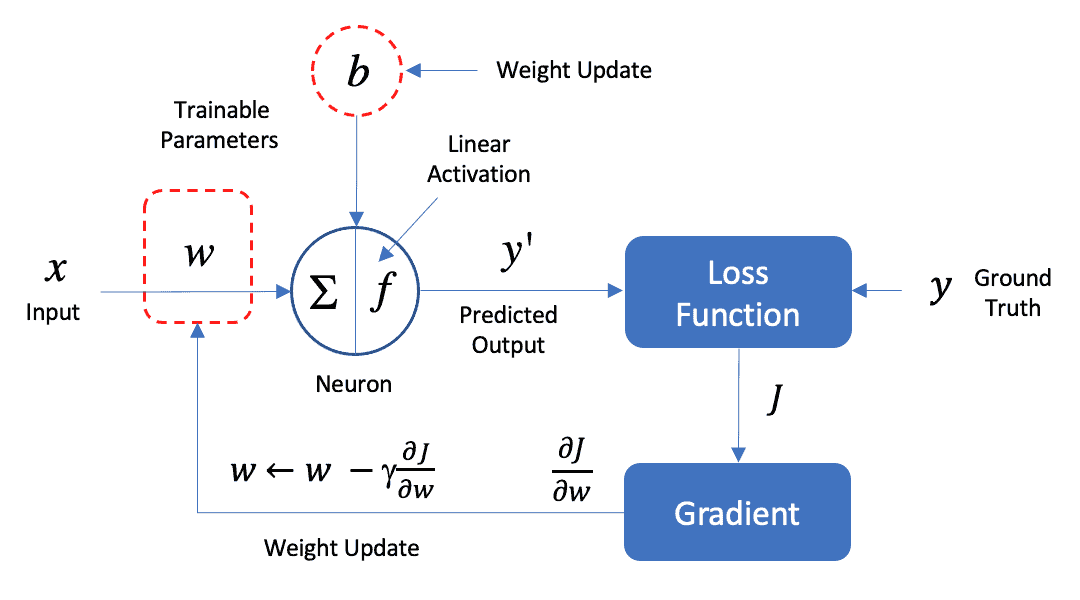 b
Weight Update
Trainable
Parameters
Linear
Activation
x
Input
w
Σ f
Neuron
y'
Predicted
Output
Loss
Function
y
Ground
Truth
J
w ← w − γ ∂J/∂w
∂J/∂w
Gradient
Weight Update